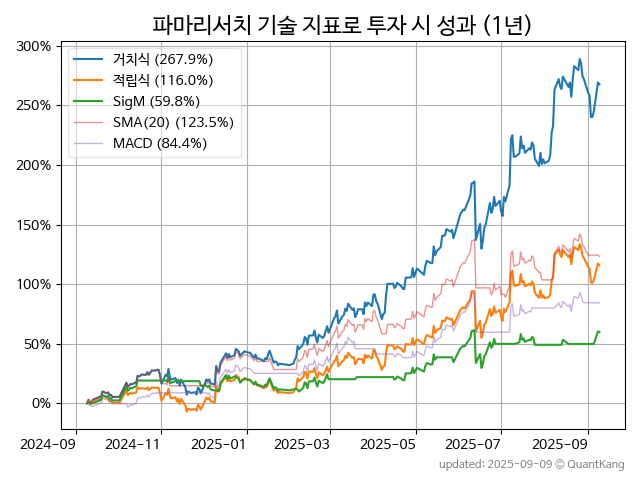 파마리서치 기술 지표로 투자 시 성과 (1년)
300%
250%
200%
150%
100%
50%
0%
거치식 (267.9%)
적립식 (116.0%)
SigM (59.8%)
SMA(20) (123.5%)
MACD (84.4%)
2024-09
2024-11
2025-01
2025-03
2025-05
2025-07
2025-09
updated: 2025-09-09 © QuantKang